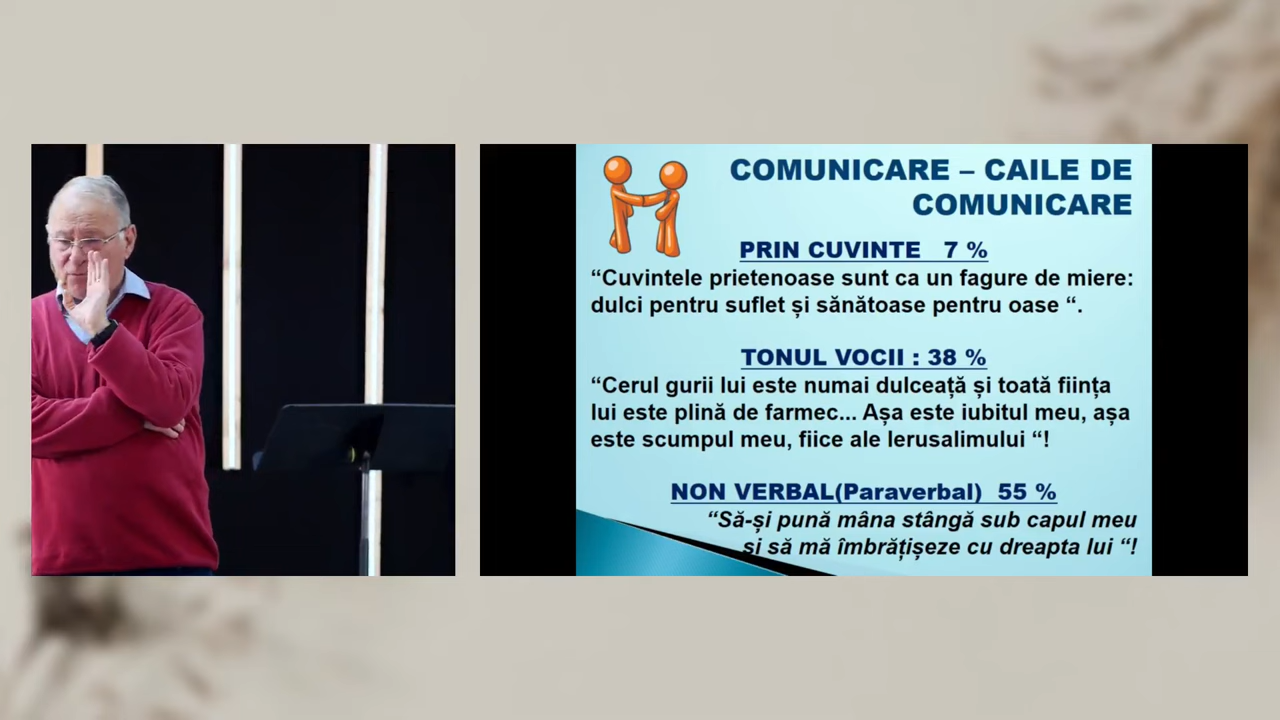 COMUNICARE – CAILE DE
COMUNICARE
PRIN CUVINTE 7 %
“Cuvintele prietenoase sunt ca un fagure de miere:
dulci pentru suflet și sănătoase pentru oase “.
TONUL VOCII : 38 %
“Cerul gurii lui este numai dulceață și toată ființa
lui este plină de farmec... Așa este iubitul meu, așa
este scumpul meu, fiice ale Ierusalimului “!
NON VERBAL(Paraverbal) 55 %
“Să-și pună mâna stângă sub capul meu
și să mă îmbrățișeze cu dreapta lui “!